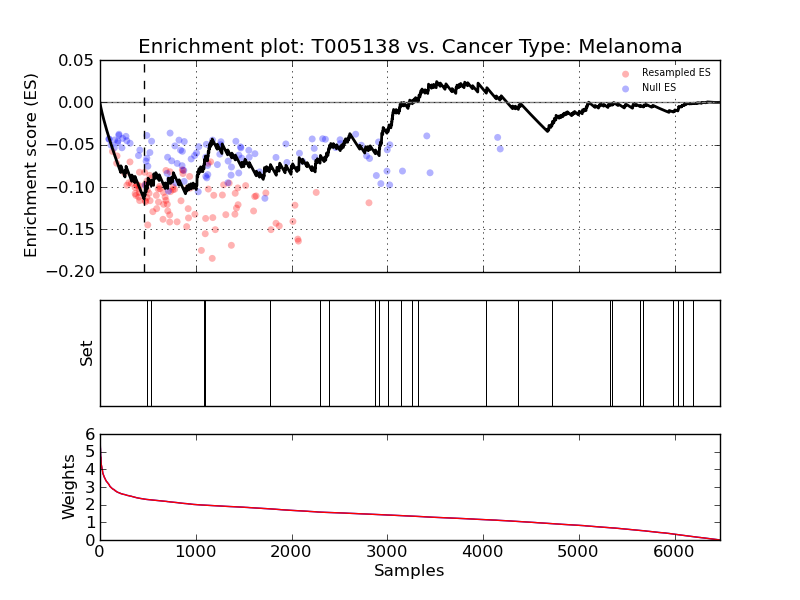 Enrichment plot: T005138 vs. Cancer Type: Melanoma
Enrichment score (ES)
0.05
0.00
−0.05
−0.10
−0.15
−0.20
Resampled ES
Null ES
Set
Weights
6
5
4
3
2
1
0
0 1000 2000 3000 4000 5000 6000
Samples